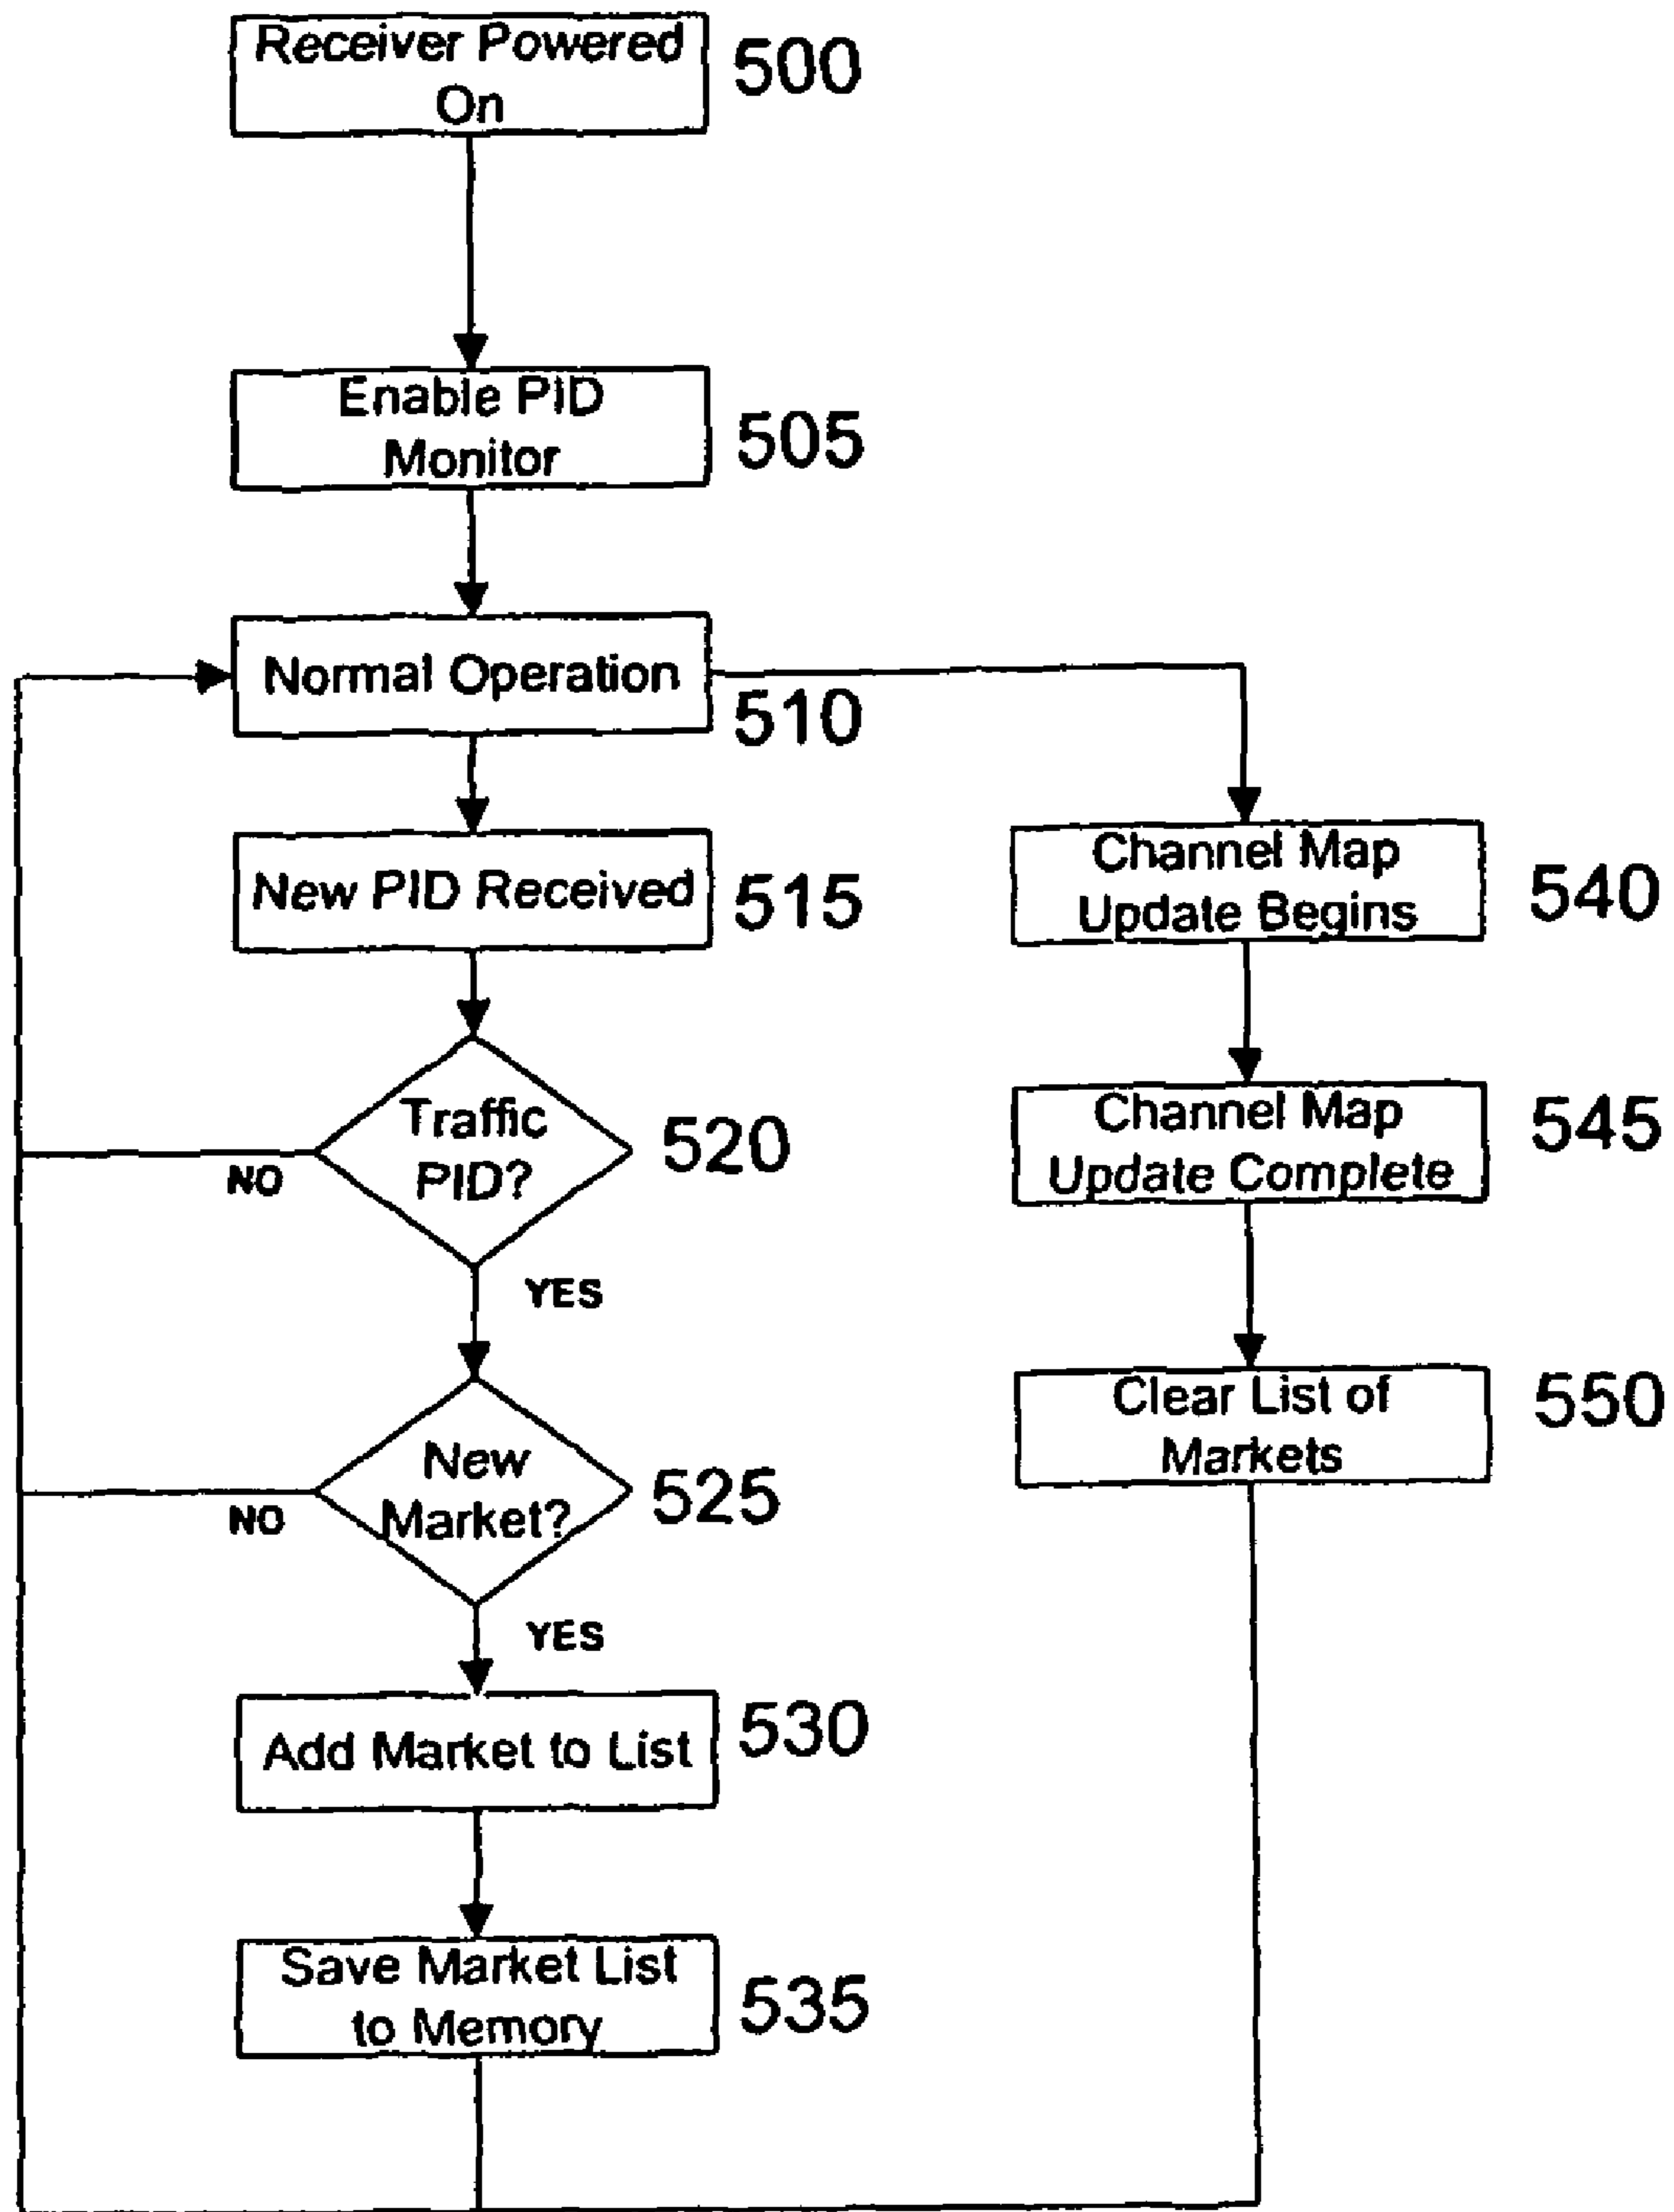 Receiver Powered
On
500
Enable PID
Monitor
505
Normal Operation
510
New PID Received
515
Traffic
PID?
520
NO
YES
New
Market?
525
NO
YES
Add Market to List
530
Save Market List
to Memory
535
Channel Map
Update Begins
540
Channel Map
Update Complete
545
Clear List of
Markets
550